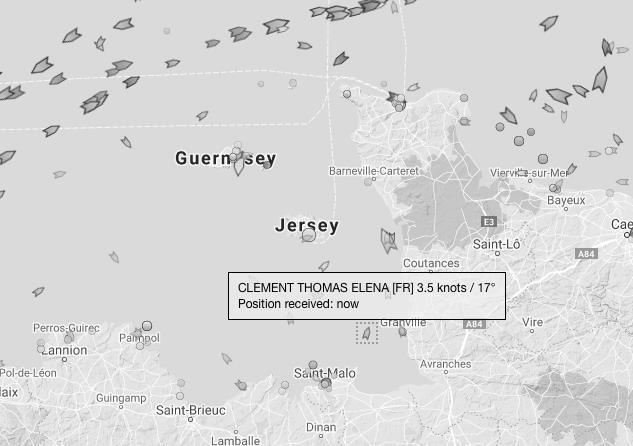 Guernsey
Barneville-Carteret
Vierville-sur-Mer
Bayeux
Jersey
E3
Cae
Saint-Lô
A84
Coutances
CLEMENT THOMAS ELENA [FR] 3.5 knots / 17°
Position received: now
Perros-Guirec
Paimpol
Granville
A84
Vire
Lannion
Pol-de-Léon
Saint-Malo
Avranches
laix
Guingamp
Saint-Brieuc
Dinan
Lamballe